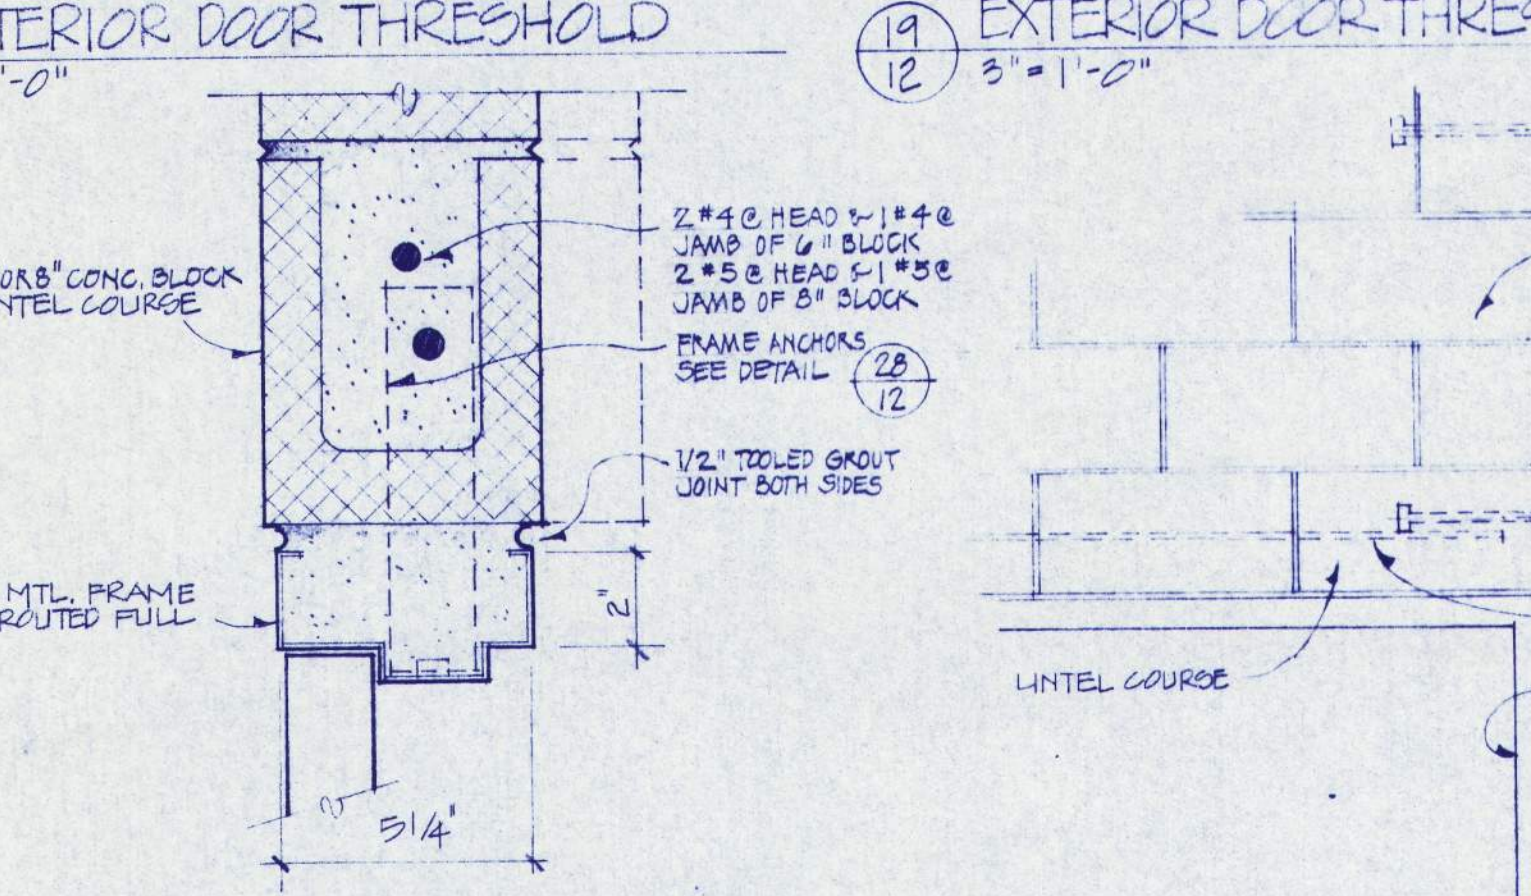 TERIOR DOOR THRESHOLD
'-0"
19
12
EXTERIOR DOOR THRES
3" = 1'-0"
2 #4 @ HEAD & 1 #4 @
JAMB OF 6" BLOCK
2 #5 @ HEAD & 1 #5 @
JAMB OF 8" BLOCK
OR 8" CONC. BLOCK
NTEL COURSE
FRAME ANCHORS
SEE DETAIL
28
12
1/2" TOOLED GROUT
JOINT BOTH SIDES
MTL. FRAME
ROUTED FULL
2"
LINTEL COURSE
5 1/4"